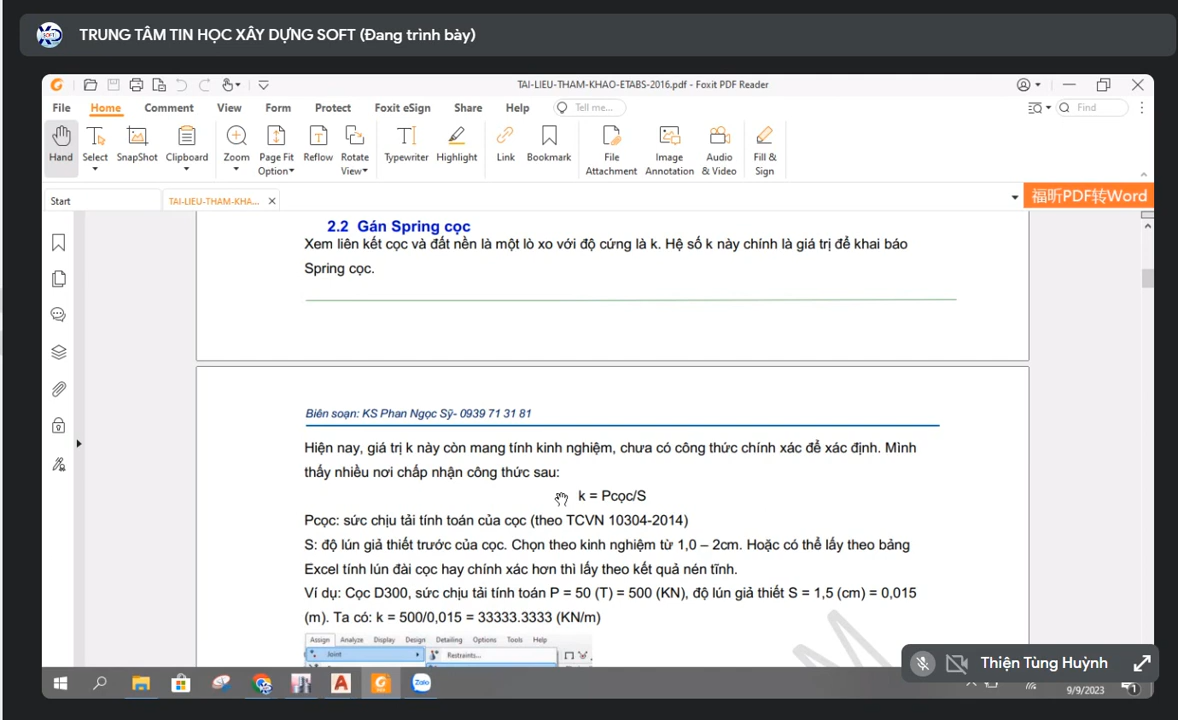 TRUNG TÂM TIN HỌC XÂY DỰNG SOFT (Đang trình bày)
TAI-LIEU-THAM-KHAO-ETABS-2016.pdf - Foxit PDF Reader
File Home Comment View Form Protect Foxit eSign Share Help Tell me... Find
Hand Select SnapShot Clipboard Zoom Page Fit Option Reflow Rotate View Typewriter Highlight Link Bookmark File Attachment Image Annotation Audio & Video Fill & Sign
Start TAI-LIEU-THAM-KHA... 福昕PDF转Word
2.2 Gán Spring cọc
Xem liên kết cọc và đất nền là một lò xo với độ cứng là k. Hệ số k này chính là giá trị để khai báo
Spring cọc.
Biên soạn: KS Phan Ngọc Sỹ- 0939 71 31 81
Hiện nay, giá trị k này còn mang tính kinh nghiệm, chưa có công thức chính xác để xác định. Mình
thấy nhiều nơi chấp nhận công thức sau:
k = Pcọc/S
Pcọc: sức chịu tải tính toán của cọc (theo TCVN 10304-2014)
S: độ lún giả thiết trước của cọc. Chọn theo kinh nghiệm từ 1,0 – 2cm. Hoặc có thể lấy theo bảng
Excel tính lún đài cọc hay chính xác hơn thì lấy theo kết quả nén tĩnh.
Ví dụ: Cọc D300, sức chịu tải tính toán P = 50 (T) = 500 (KN), độ lún giả thiết S = 1,5 (cm) = 0,015
(m). Ta có: k = 500/0,015 = 33333.3333 (KN/m)
Assign Analyze Display Design Detailing Options Tools Help
Joint Restraints...
Thiện Tùng Huỳnh
Zalo
9/9/2023 1